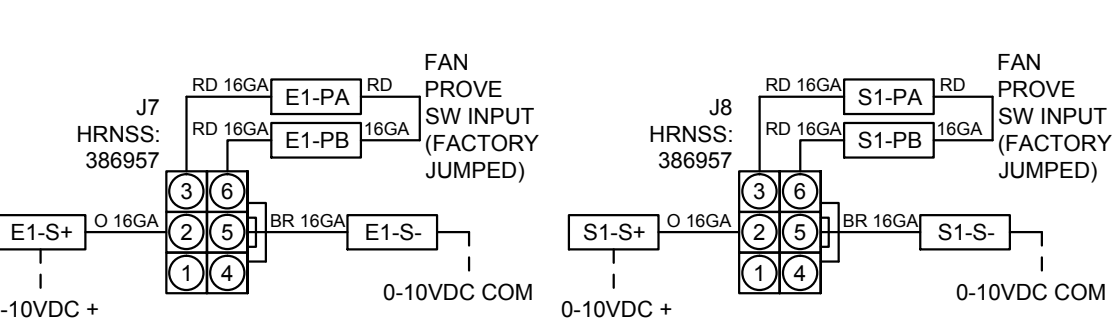 FAN
PROVE
SW INPUT
(FACTORY
JUMPED)
RD 16GA
E1-PA
RD
J7
HRNSS:
386957
RD 16GA
E1-PB
16GA
3
6
E1-S+
O 16GA
2
5
BR 16GA
E1-S-
1
4
-10VDC +
0-10VDC COM
FAN
PROVE
SW INPUT
(FACTORY
JUMPED)
RD 16GA
S1-PA
RD
J8
HRNSS:
386957
RD 16GA
S1-PB
16GA
3
6
S1-S+
O 16GA
2
5
BR 16GA
S1-S-
1
4
0-10VDC +
0-10VDC COM